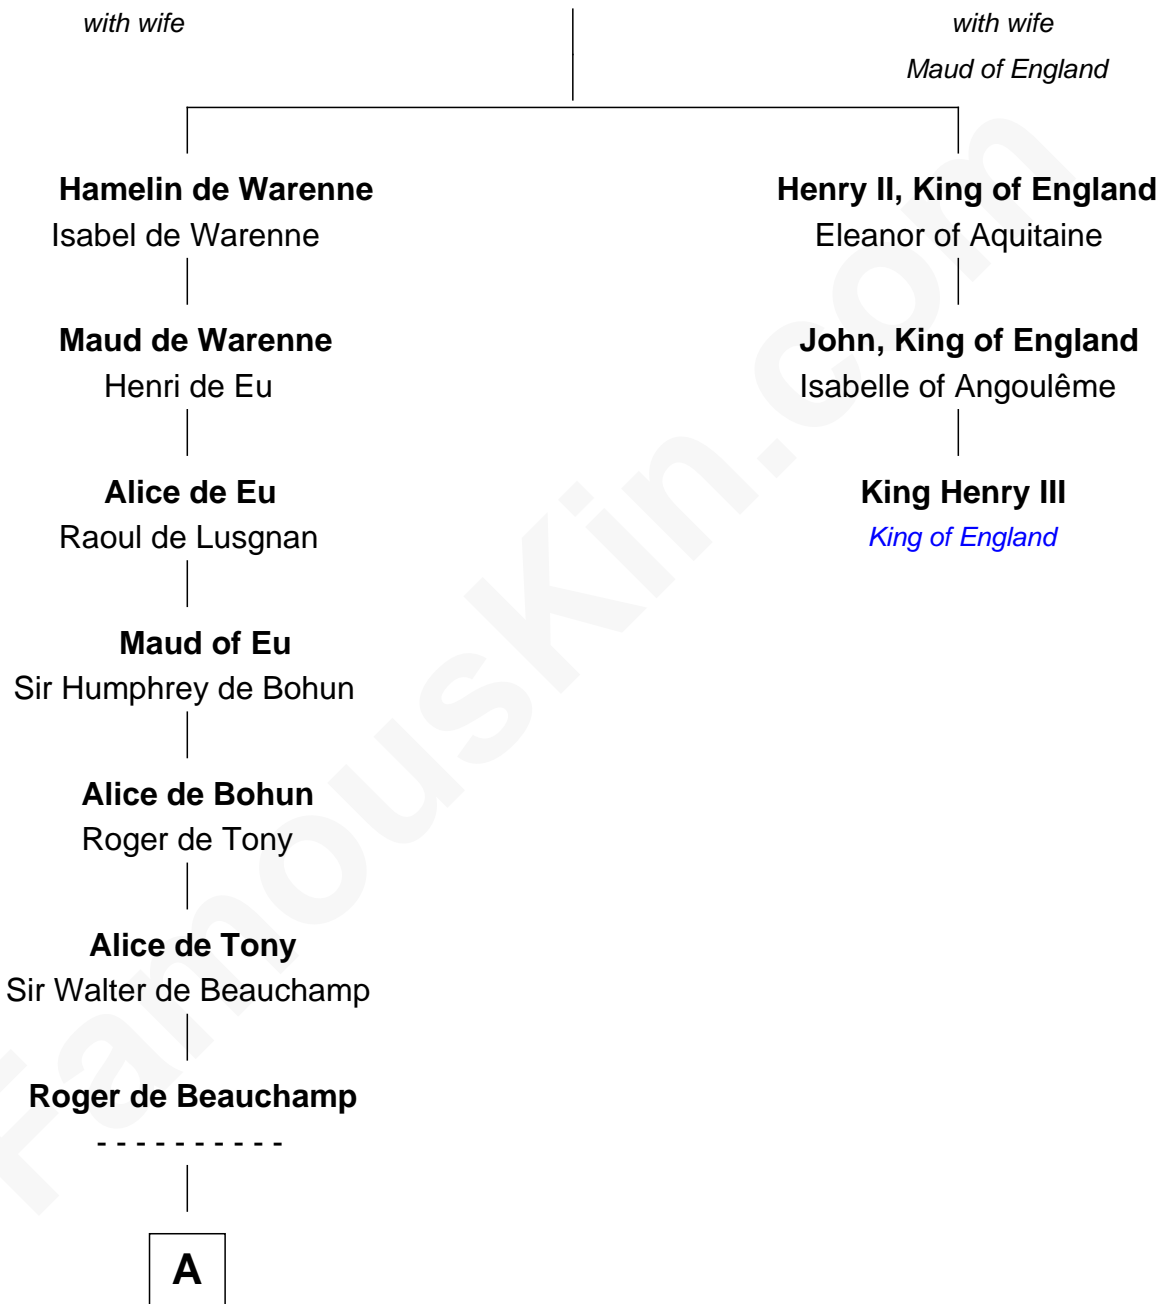 with wife
with wife
Maud of England
Hamelin de Warenne
Isabel de Warenne
Henry II, King of England
Eleanor of Aquitaine
Maud de Warenne
Henri de Eu
John, King of England
Isabelle of Angoulême
Alice de Eu
Raoul de Lusgnan
King Henry III
King of England
Maud of Eu
Sir Humphrey de Bohun
Alice de Bohun
Roger de Tony
Alice de Tony
Sir Walter de Beauchamp
Roger de Beauchamp
- - - - - - - - - -
A
FamousKin.com